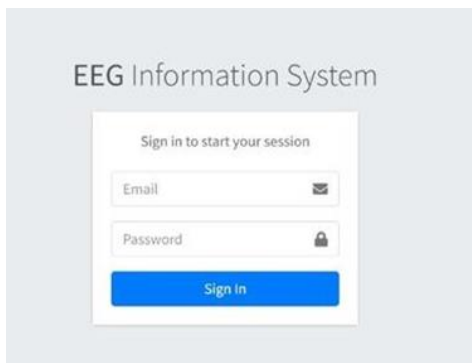 EEG Information System
Sign in to start your session
Email
Password
Sign In